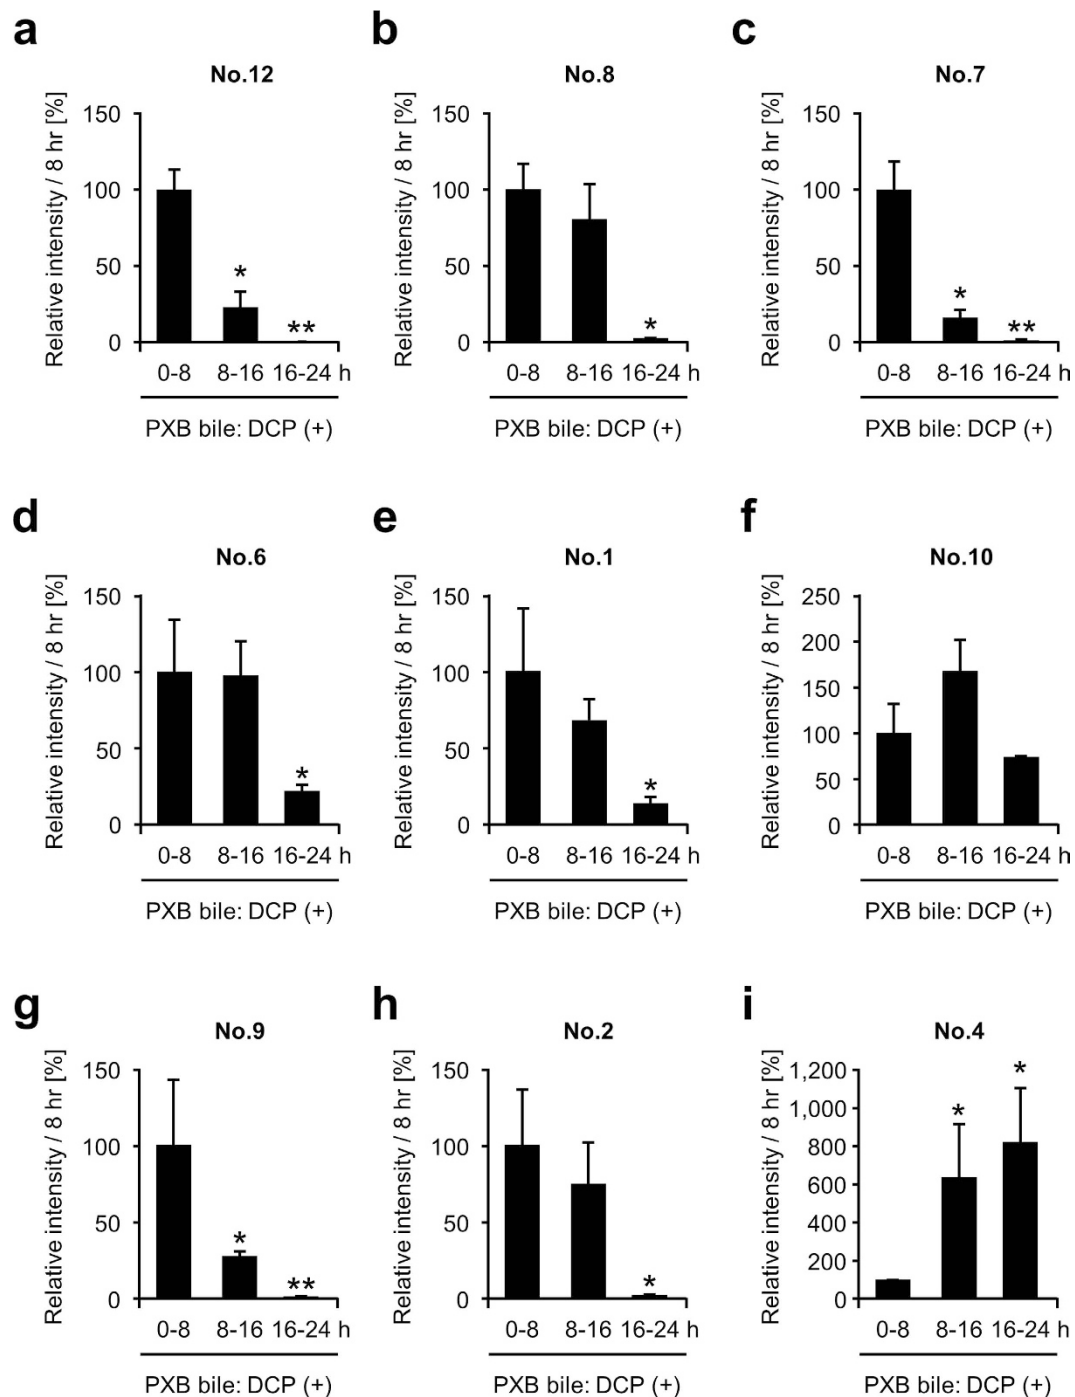 a
No.12
Relative intensity / 8 hr [%]
150
100
50
0
*
**
0-8 8-16 16-24 h
PXB bile: DCP (+)
b
No.8
Relative intensity / 8 hr [%]
150
100
50
0
*
0-8 8-16 16-24 h
PXB bile: DCP (+)
c
No.7
Relative intensity / 8 hr [%]
150
100
50
0
*
**
0-8 8-16 16-24 h
PXB bile: DCP (+)
d
No.6
Relative intensity / 8 hr [%]
150
100
50
0
*
0-8 8-16 16-24 h
PXB bile: DCP (+)
e
No.1
Relative intensity / 8 hr [%]
150
100
50
0
*
0-8 8-16 16-24 h
PXB bile: DCP (+)
f
No.10
Relative intensity / 8 hr [%]
250
200
150
100
50
0
0-8 8-16 16-24 h
PXB bile: DCP (+)
g
No.9
Relative intensity / 8 hr [%]
150
100
50
0
*
**
0-8 8-16 16-24 h
PXB bile: DCP (+)
h
No.2
Relative intensity / 8 hr [%]
150
100
50
0
*
0-8 8-16 16-24 h
PXB bile: DCP (+)
i
No.4
Relative intensity / 8 hr [%]
1,200
1,000
800
600
400
200
0
*
*
0-8 8-16 16-24 h
PXB bile: DCP (+)